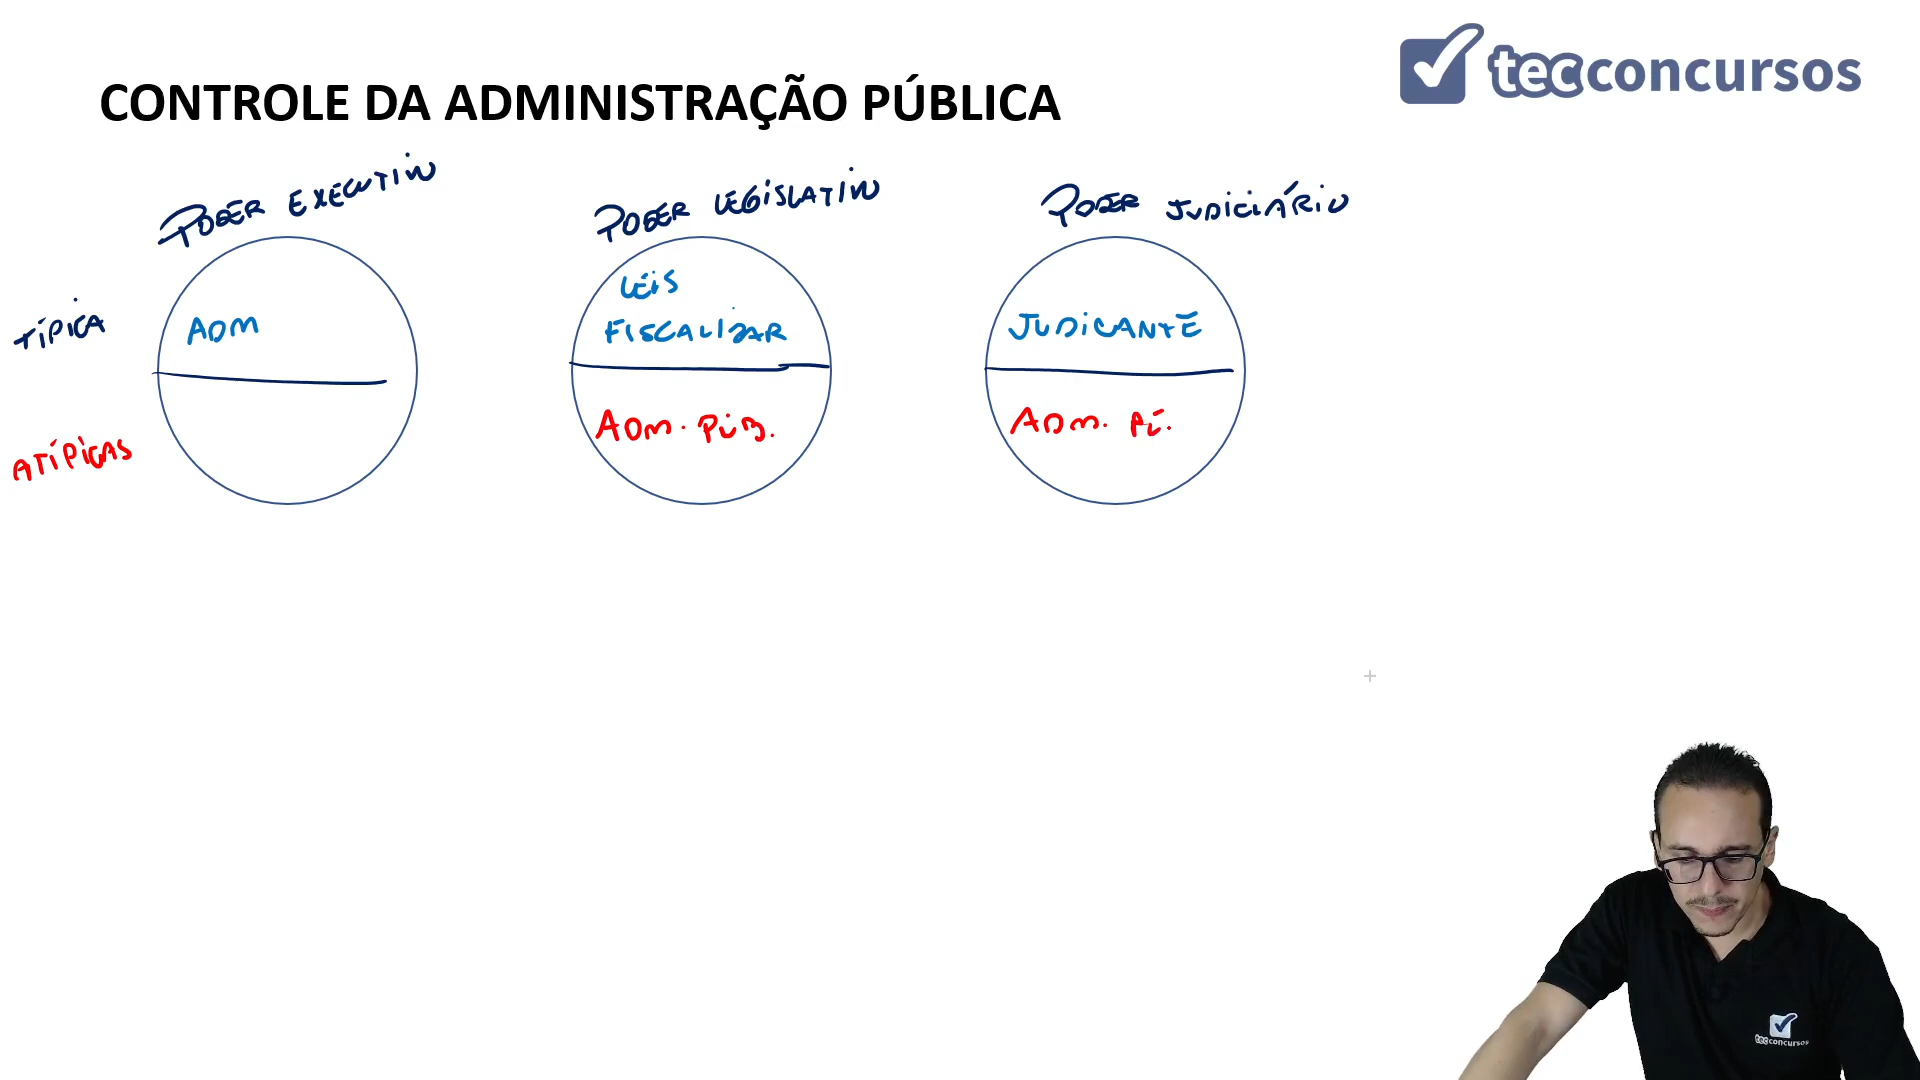 tecconcursos
CONTROLE DA ADMINISTRAÇÃO PÚBLICA
PODER EXECUTIVO
PODER LEGISLATIVO
PODER JUDICIÁRIO
TÍPICA
ADM
LEIS
FISCALIZAR
JUDICANTE
ATÍPICAS
ADM. PÚB.
ADM. PÚ.
tecconcursos